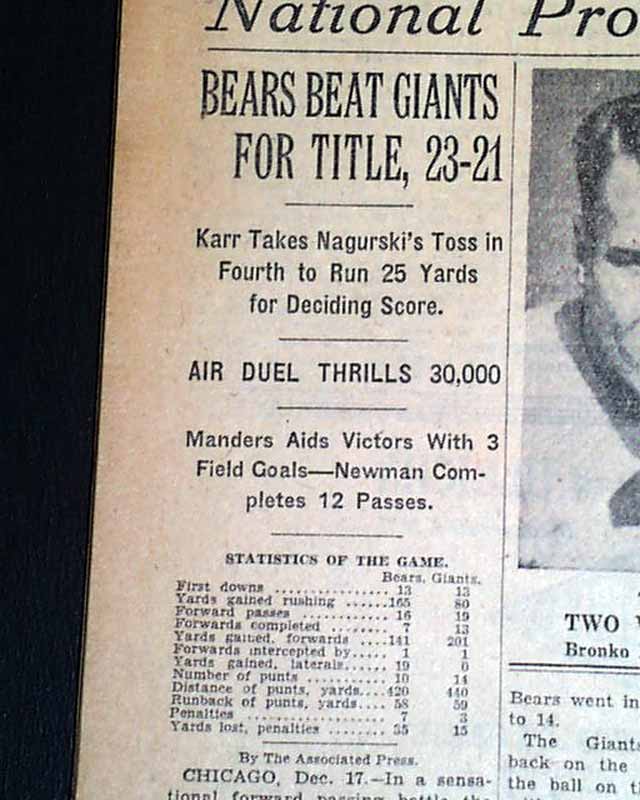 National Pro
BEARS BEAT GIANTS
FOR TITLE, 23-21
Karr Takes Nagurski's Toss in
Fourth to Run 25 Yards
for Deciding Score.
AIR DUEL THRILLS 30,000
Manders Aids Victors With 3
Field Goals—Newman Com-
pletes 12 Passes.
STATISTICS OF THE GAME.
Bears. Giants.
First downs .............. 13 13
Yards gained rushing ......165 80
Forward passes ........... 16 19
Forwards completed ....... 7 13
Yards gained, forwards ....141 201
Forwards intercepted by..... 1 1
Yards gained, laterals...... 19 0
Number of punts .......... 10 14
Distance of punts, yards....420 440
Runback of punts, yards.... 58 59
Penalties ................. 7 3
Yards lost, penalties ...... 35 15
By The Associated Press.
CHICAGO, Dec. 17.—In a sensa-
tional forward passing battle the
TWO
Bronko
Bears went in
to 14.
The Giants
back on the
the ball on